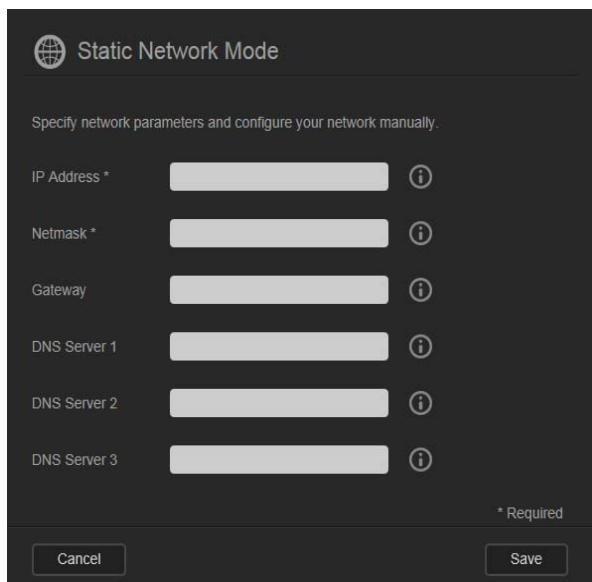 Static Network Mode
Specify network parameters and configure your network manually.
IP Address *
Netmask *
Gateway
DNS Server 1
DNS Server 2
DNS Server 3
* Required
Cancel
Save